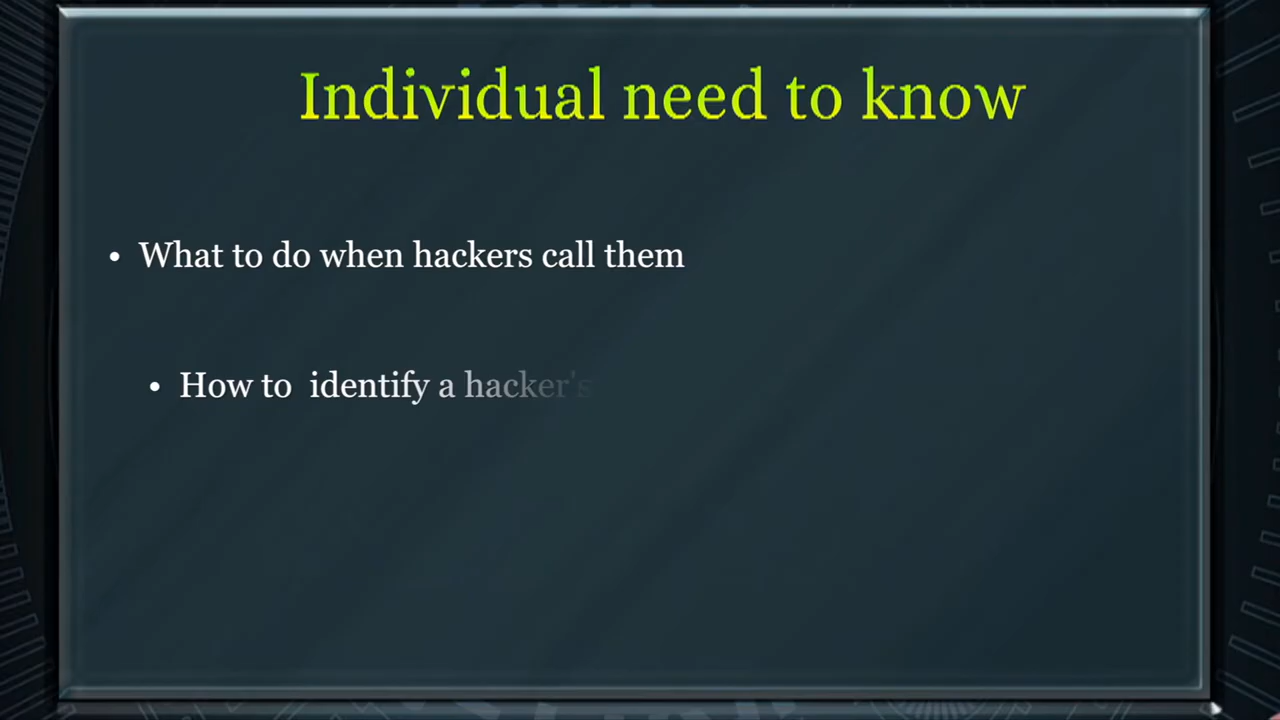 Individual need to know
• What to do when hackers call them
• How to identify a hacker's